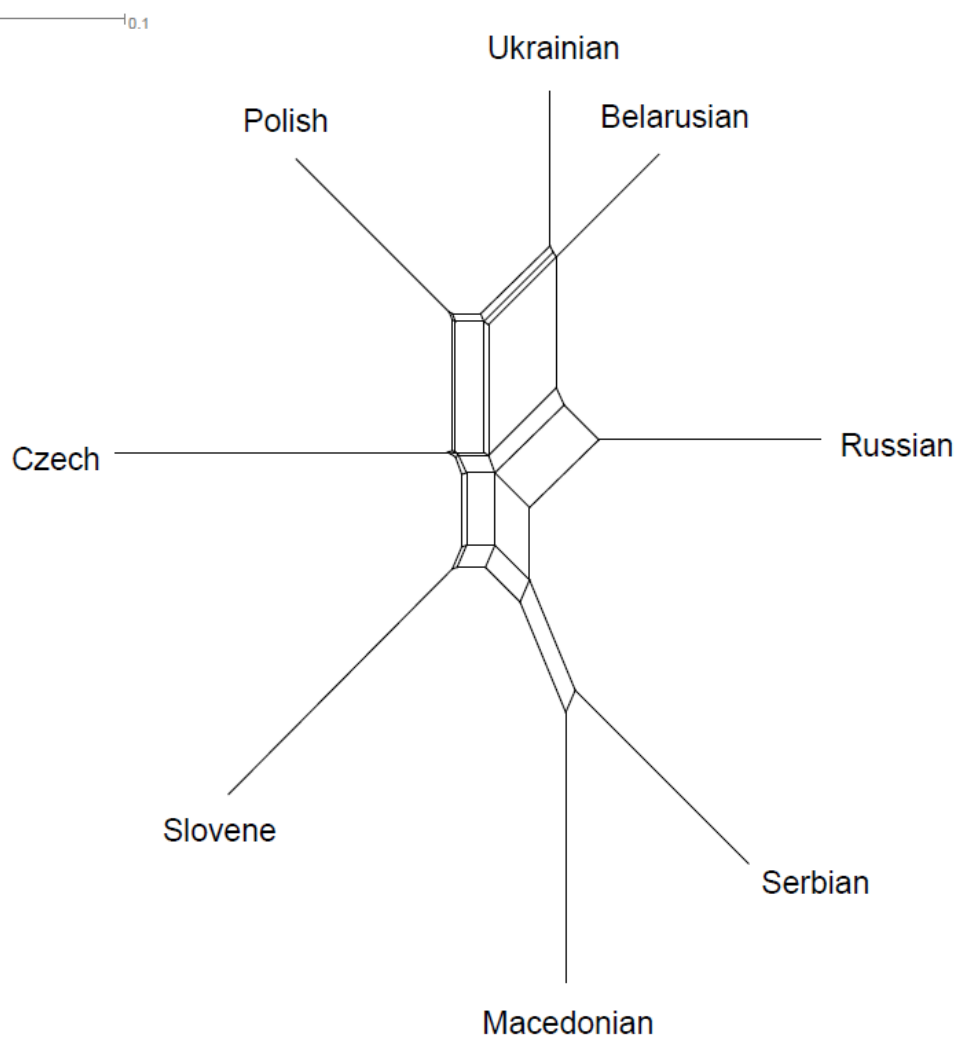 0.1
Ukrainian
Belarusian
Polish
Russian
Czech
Slovene
Serbian
Macedonian